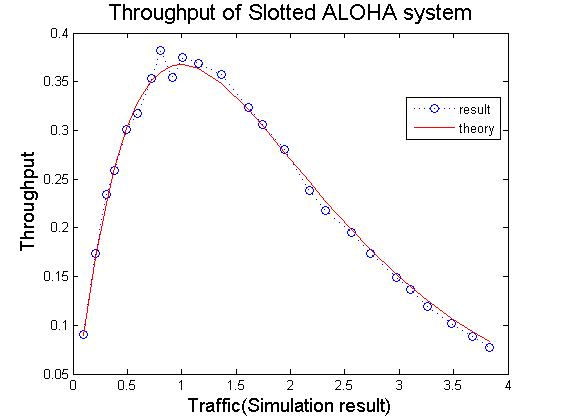 Throughput of Slotted ALOHA system
0.4
0.35
0.3
0.25
0.2
0.15
0.1
0.05
Throughput
result
theory
0 0.5 1 1.5 2 2.5 3 3.5 4
Traffic(Simulation result)